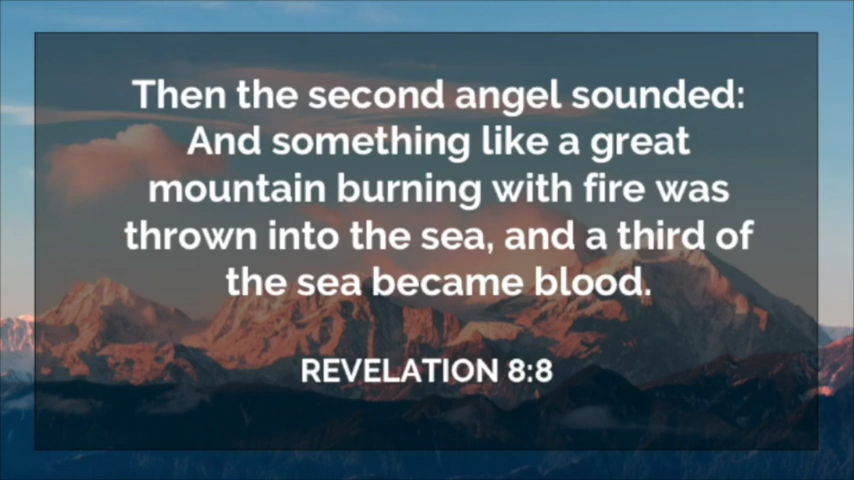 Then the second angel sounded:
And something like a great
mountain burning with fire was
thrown into the sea, and a third of
the sea became blood.
REVELATION 8:8